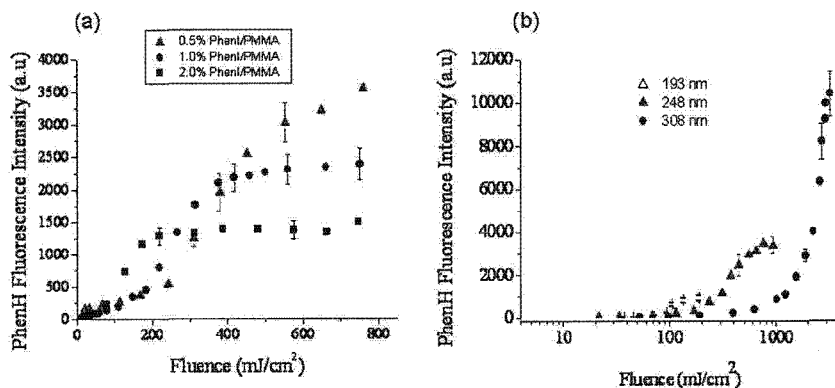 (a)
0.5% PhenI/PMMA
1.0% PhenI/PMMA
2.0% PhenI/PMMA
PhenH Fluorescence Intensity (a.u)
4000
3500
3000
2500
2000
1500
1000
500
0
0 200 400 600 800
Fluence (mJ/cm²)
(b)
193 nm
248 nm
308 nm
PhenH Fluorescence Intensity (a.u)
12000
10000
8000
6000
4000
2000
0
10 100 1000
Fluence (mJ/cm²)